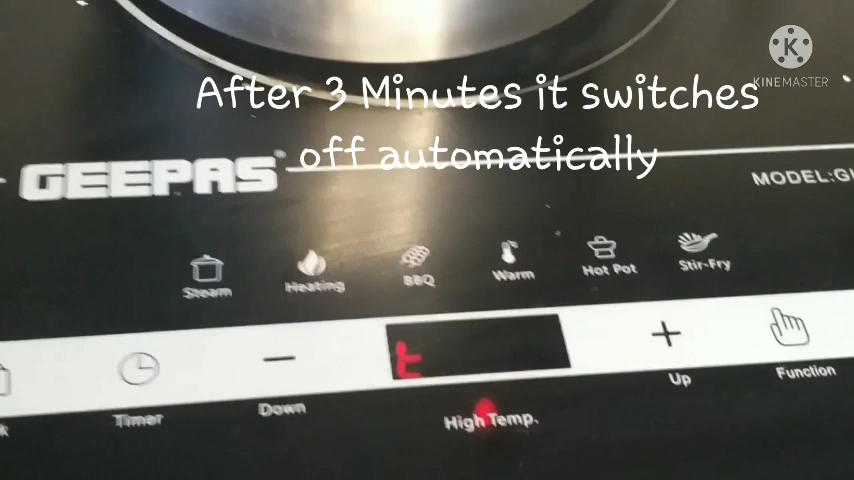 KINEMASTER
After 3 Minutes it switches
off automatically
GEEPAS
Steam
Heating
BBQ
Warm
Hot Pot
Stir-Fry
t
Timer
Down
High Temp.
Up
Function